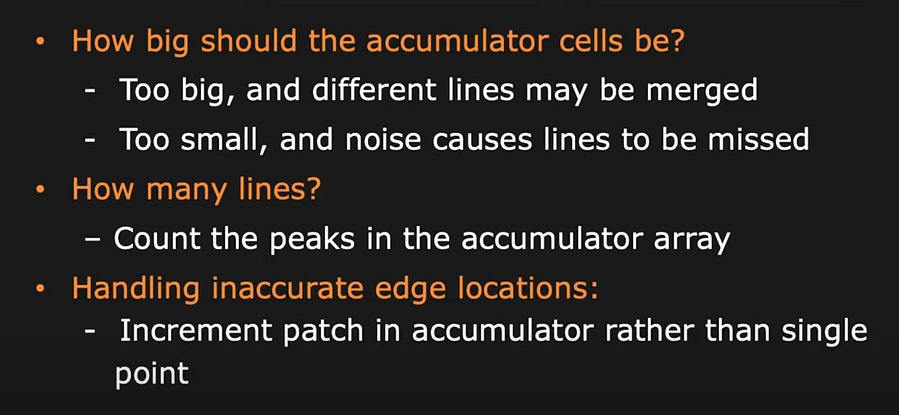 • How big should the accumulator cells be?
- Too big, and different lines may be merged
- Too small, and noise causes lines to be missed
• How many lines?
– Count the peaks in the accumulator array
• Handling inaccurate edge locations:
- Increment patch in accumulator rather than single
point